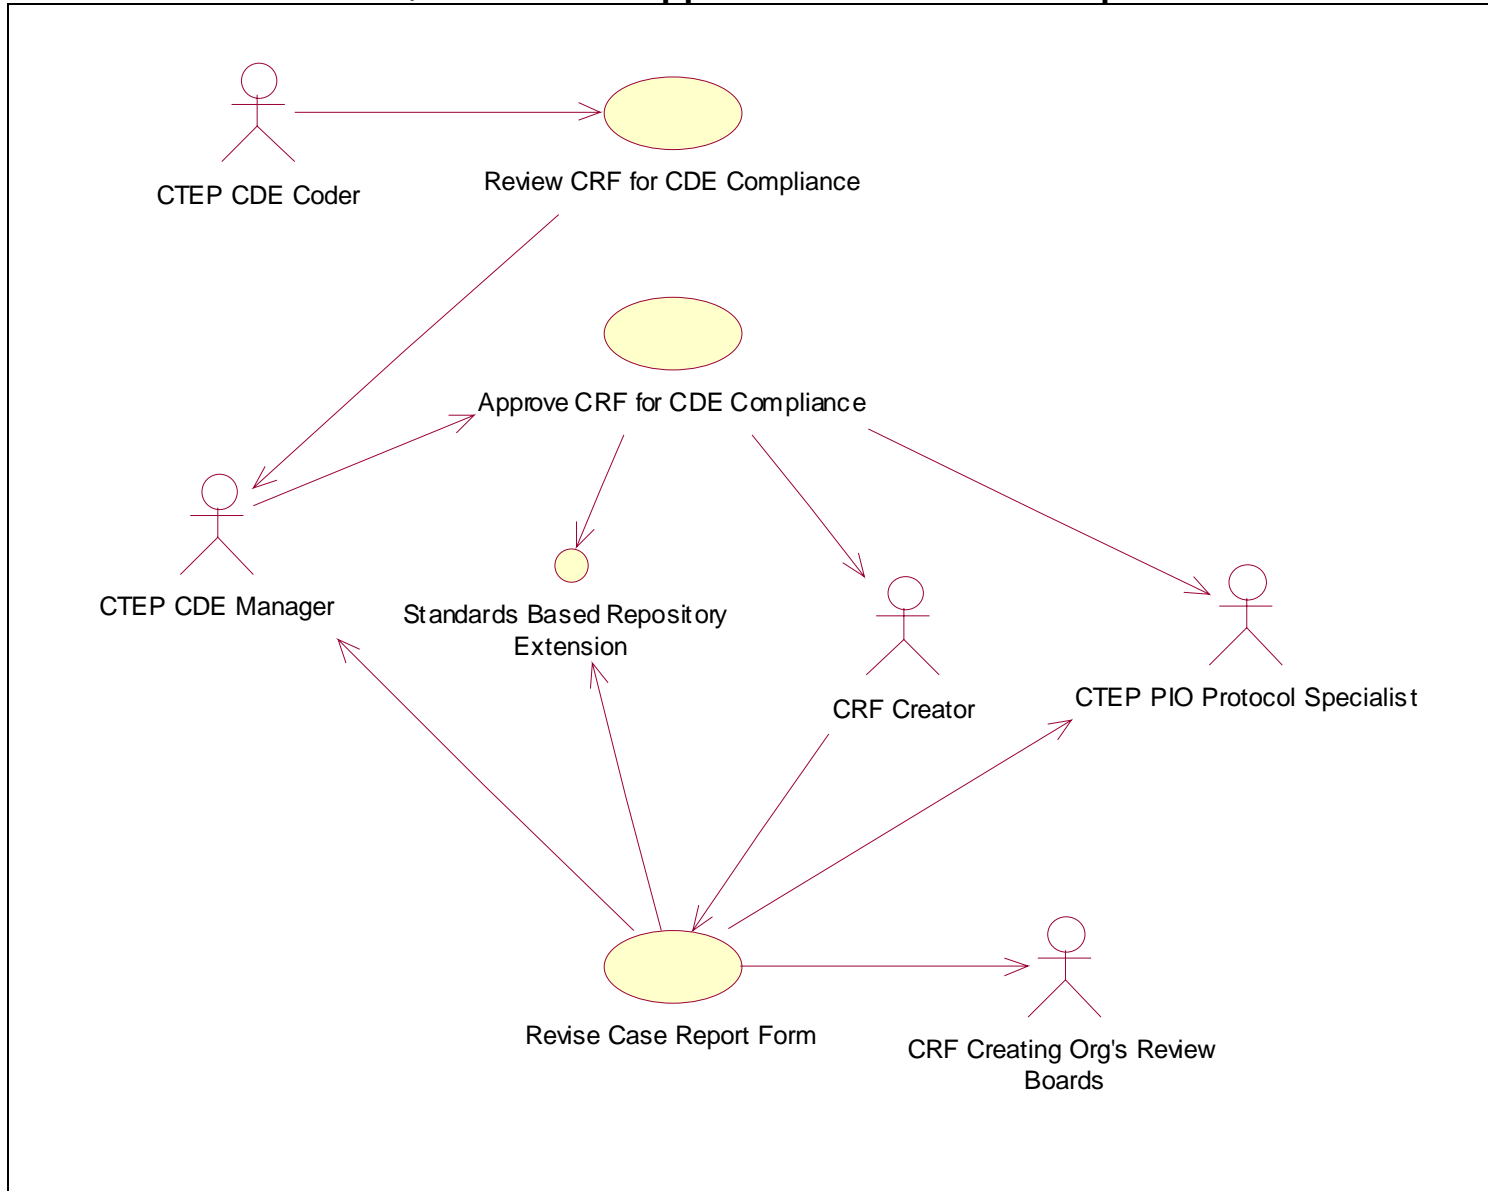 CTEP CDE Coder
Review CRF for CDE Compliance
Approve CRF for CDE Compliance
CTEP CDE Manager
Standards Based Repository
Extension
CRF Creator
CTEP PIO Protocol Specialist
Revise Case Report Form
CRF Creating Org's Review
Boards